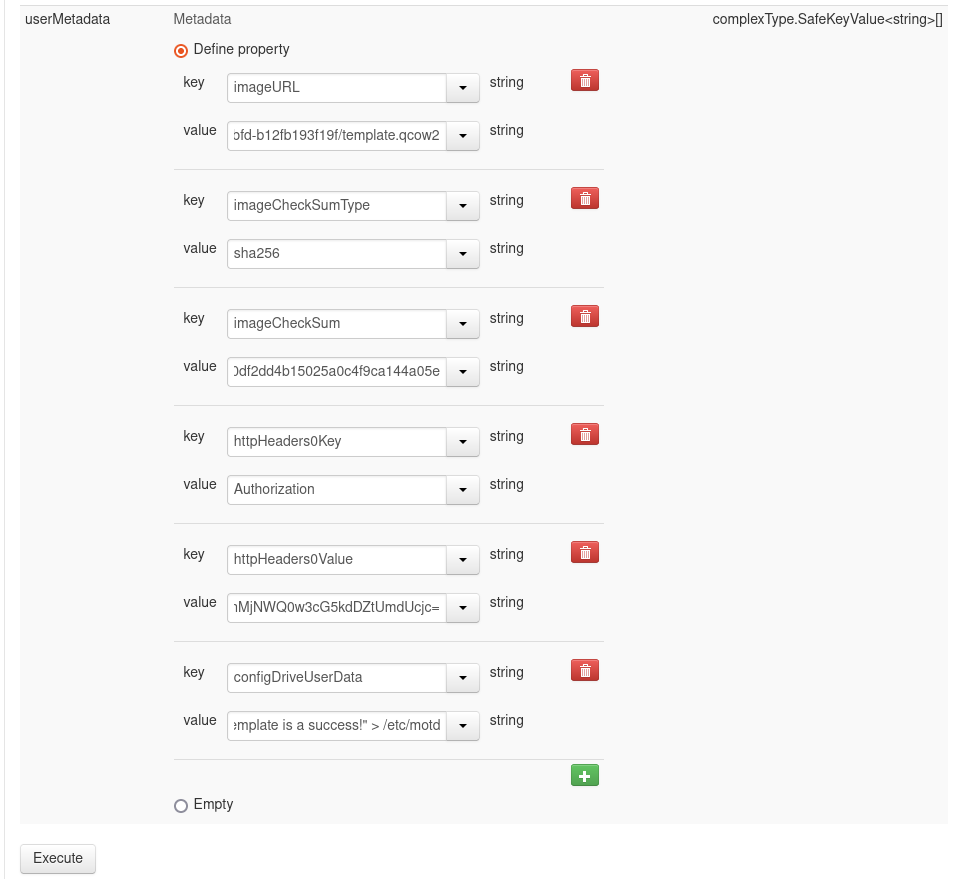 userMetadata Metadata complexType.SafeKeyValue<string>[]
Define property
key imageURL string
value bfd-b12fb193f19f/template.qcow2 string
key imageCheckSumType string
value sha256 string
key imageCheckSum string
value 0df2dd4b15025a0c4f9ca144a05e string
key httpHeaders0Key string
value Authorization string
key httpHeaders0Value string
value MjNWQ0w3cG5kdDZtUmdUcjc= string
key configDriveUserData string
value emplate is a success!" > /etc/motd string
Empty
Execute